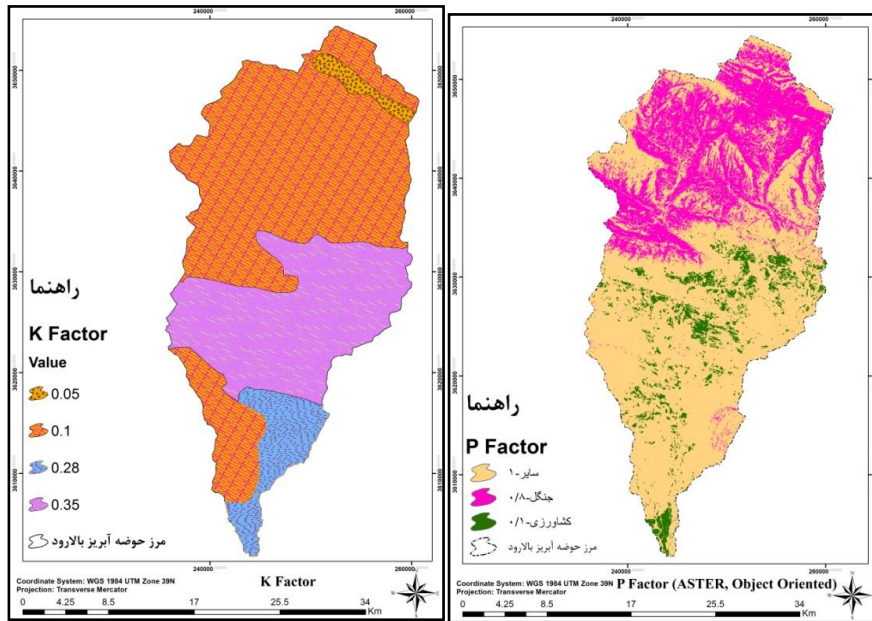 240000
260000
3650000
3640000
3630000
3620000
3610000
راهنما
K Factor
Value
0.05
0.1
0.28
0.35
مرز حوضه آبریز بالارود
240000
260000
Coordinate System: WGS 1984 UTM Zone 39N
Projection: Transverse Mercator
K Factor
0 4.25 8.5 17 25.5 34
Km
240000
260000
3650000
3640000
3630000
3620000
3610000
راهنما
P Factor
سایر-۱
جنگل-۰/۸
کشاورزی-۰/۱
مرز حوضه آبریز بالارود
240000
260000
Coordinate System: WGS 1984 UTM Zone 39N
Projection: Transverse Mercator
P Factor (ASTER, Object Oriented)
0 4.25 8.5 17 25.5 34
Km